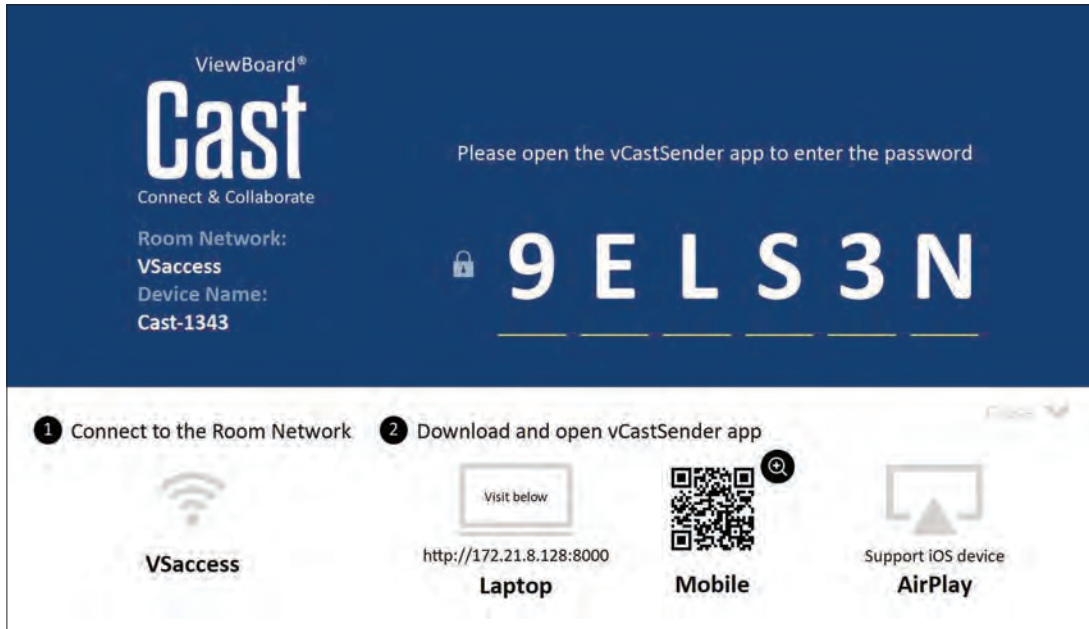 ViewBoard®
Cast
Connect & Collaborate
Room Network:
VSaccess
Device Name:
Cast-1343
Please open the vCastSender app to enter the password
9 E L S 3 N
1 Connect to the Room Network
VSaccess
2 Download and open vCastSender app
Visit below
http://172.21.8.128:8000
Laptop
Mobile
Support iOS device
AirPlay